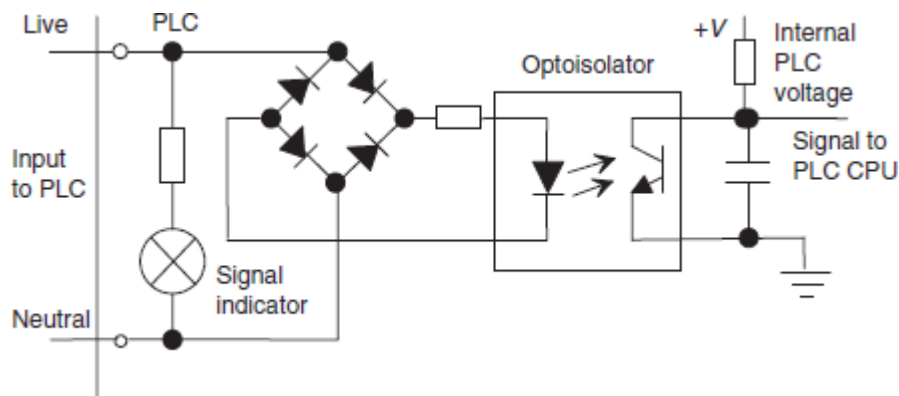 Live
PLC
+V
Internal
PLC
voltage
Optoisolator
Input
to PLC
Signal to
PLC CPU
Signal
indicator
Neutral